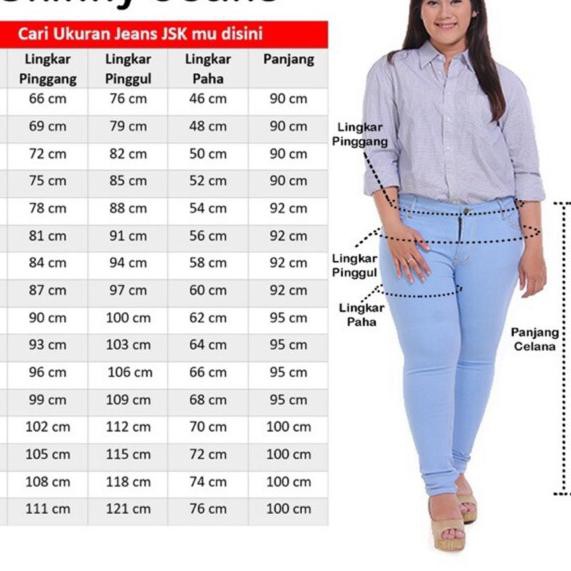 Cari Ukuran Jeans JSK mu disini
Lingkar Pinggang Lingkar Pinggul Lingkar Paha Panjang
66 cm 76 cm 46 cm 90 cm
69 cm 79 cm 48 cm 90 cm
72 cm 82 cm 50 cm 90 cm
75 cm 85 cm 52 cm 90 cm
78 cm 88 cm 54 cm 92 cm
81 cm 91 cm 56 cm 92 cm
84 cm 94 cm 58 cm 92 cm
87 cm 97 cm 60 cm 92 cm
90 cm 100 cm 62 cm 95 cm
93 cm 103 cm 64 cm 95 cm
96 cm 106 cm 66 cm 95 cm
99 cm 109 cm 68 cm 95 cm
102 cm 112 cm 70 cm 100 cm
105 cm 115 cm 72 cm 100 cm
108 cm 118 cm 74 cm 100 cm
111 cm 121 cm 76 cm 100 cm
Lingkar
Pinggang
Lingkar
Pinggul
Lingkar
Paha
Panjang
Celana